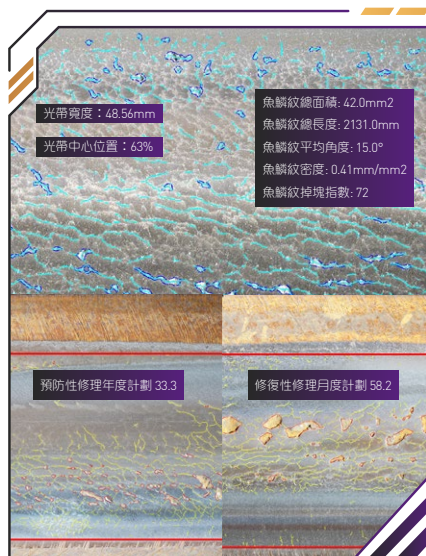 光帶寬度：48.56mm
光帶中心位置：63%
魚鱗紋總面積: 42.0mm2
魚鱗紋總長度: 2131.0mm
魚鱗紋平均角度: 15.0°
魚鱗紋密度: 0.41mm/mm2
魚鱗紋掉塊指數: 72
預防性修理年度計劃 33.3
修復性修理月度計劃 58.2